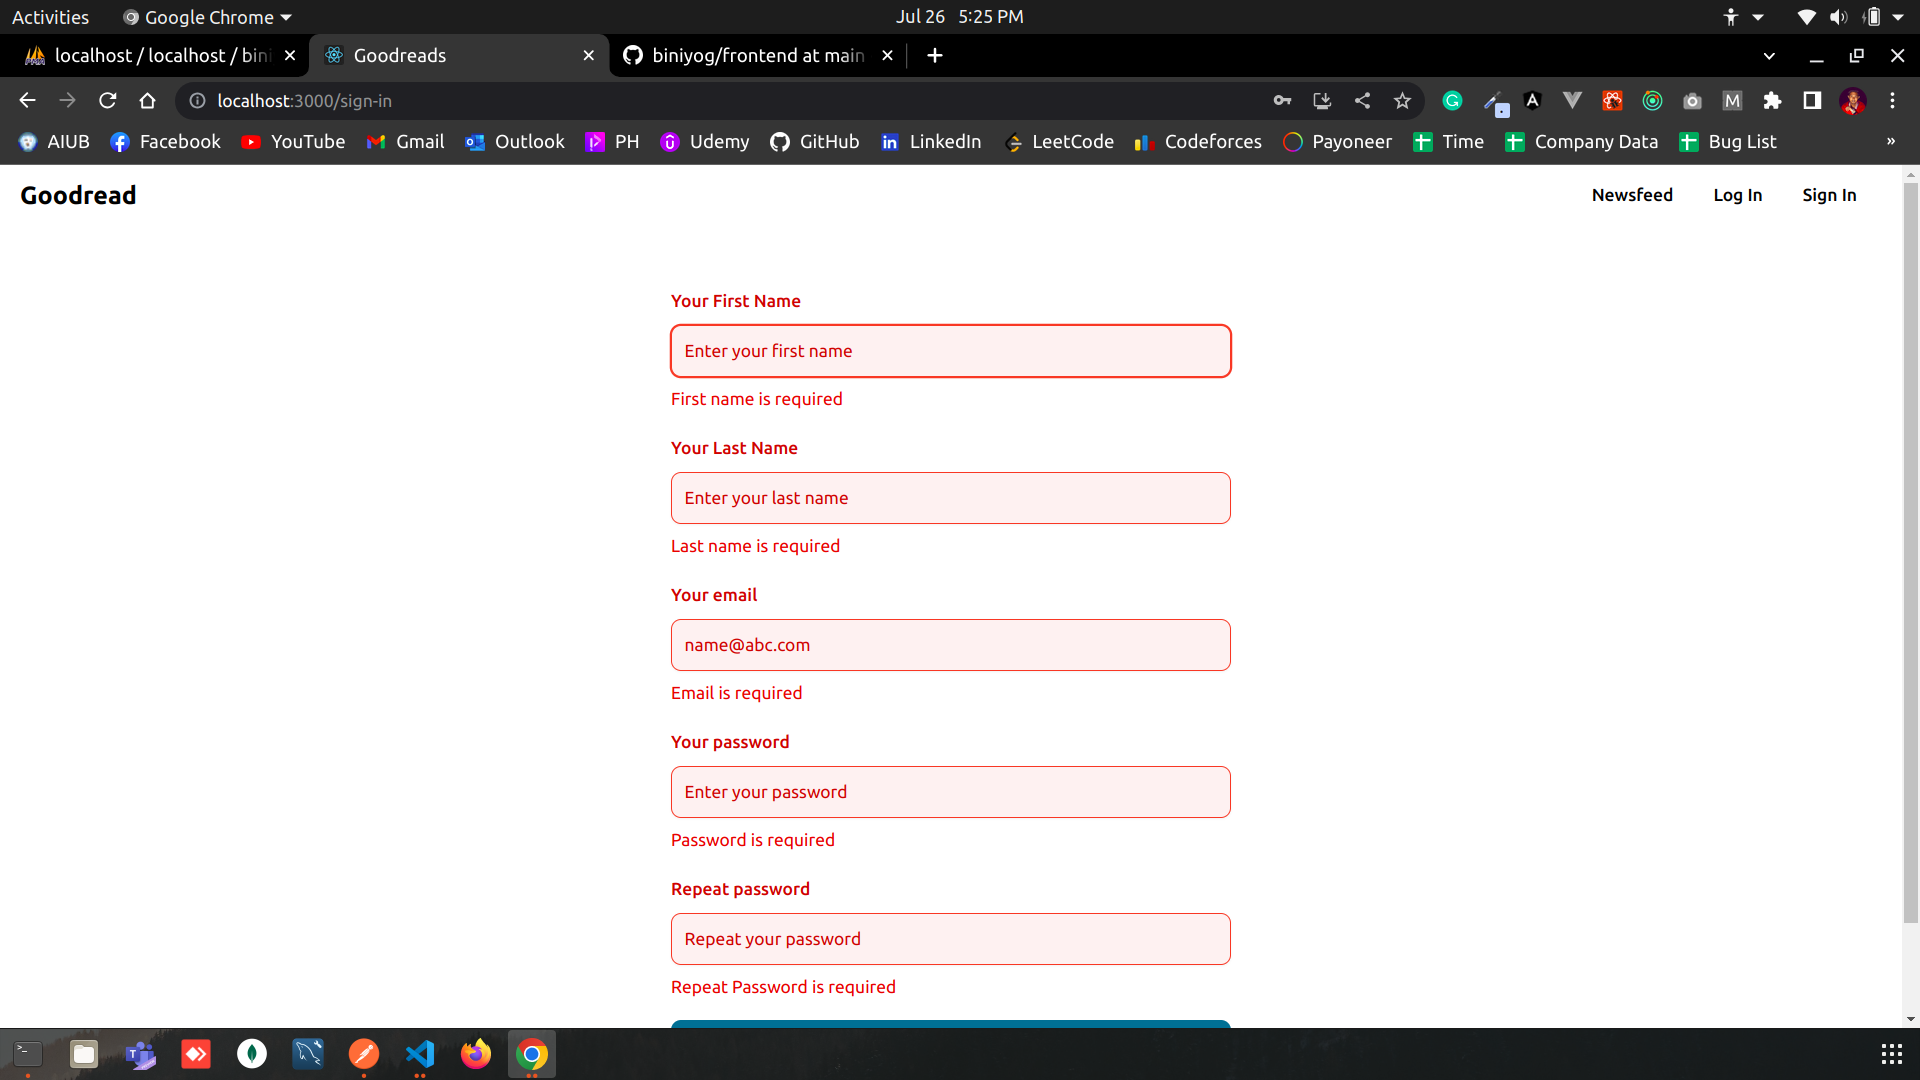 Activities Google Chrome Jul 26 5:25 PM
localhost / localhost / bini Goodreads biniyog/frontend at main
localhost:3000/sign-in
AIUB Facebook YouTube Gmail Outlook PH Udemy GitHub LinkedIn LeetCode Codeforces Payoneer Time Company Data Bug List »
Goodread Newsfeed Log In Sign In
Your First Name
Enter your first name
First name is required
Your Last Name
Enter your last name
Last name is required
Your email
name@abc.com
Email is required
Your password
Enter your password
Password is required
Repeat password
Repeat your password
Repeat Password is required